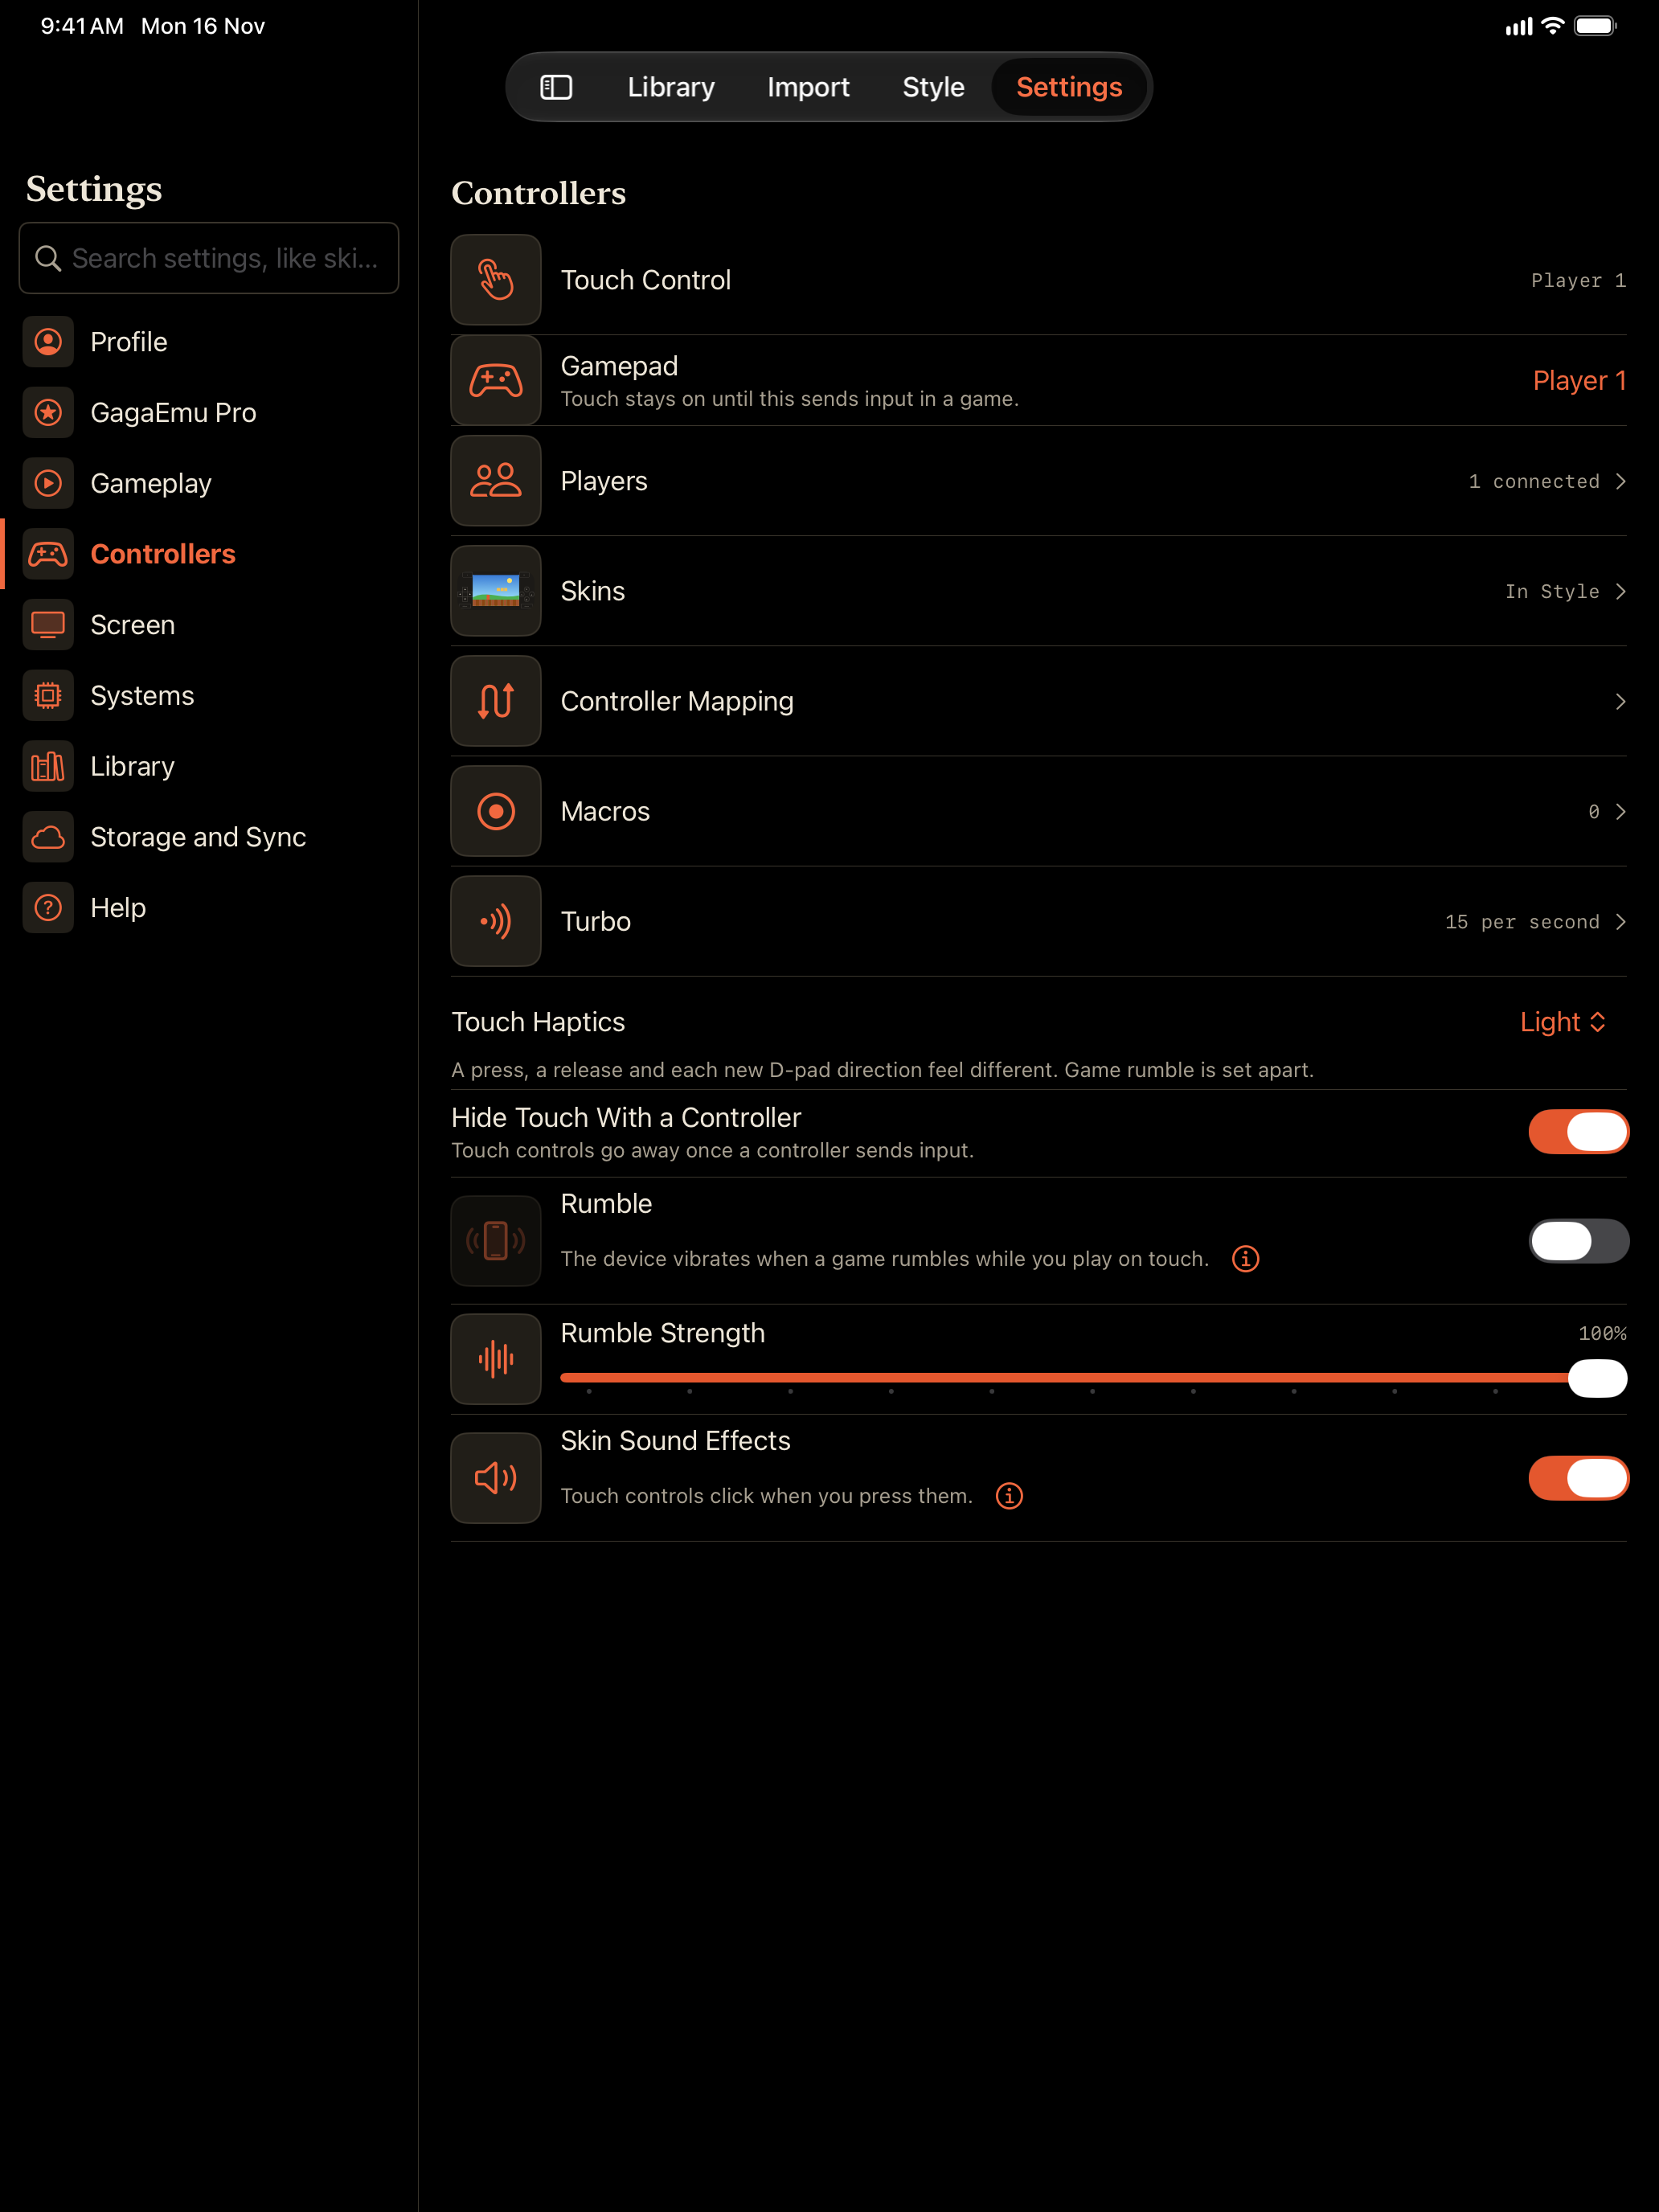 9:41 AM Mon 16 Nov
Library
Import
Style
Settings
Settings
Search settings, like ski...
Profile
GagaEmu Pro
Gameplay
Controllers
Screen
Systems
Library
Storage and Sync
Help
Controllers
Touch Control
Player 1
Gamepad
Touch stays on until this sends input in a game.
Player 1
Players
1 connected
Skins
In Style
Controller Mapping
Macros
0
Turbo
15 per second
Touch Haptics
Light
A press, a release and each new D-pad direction feel different. Game rumble is set apart.
Hide Touch With a Controller
Touch controls go away once a controller sends input.
Rumble
The device vibrates when a game rumbles while you play on touch.
Rumble Strength
100%
Skin Sound Effects
Touch controls click when you press them.